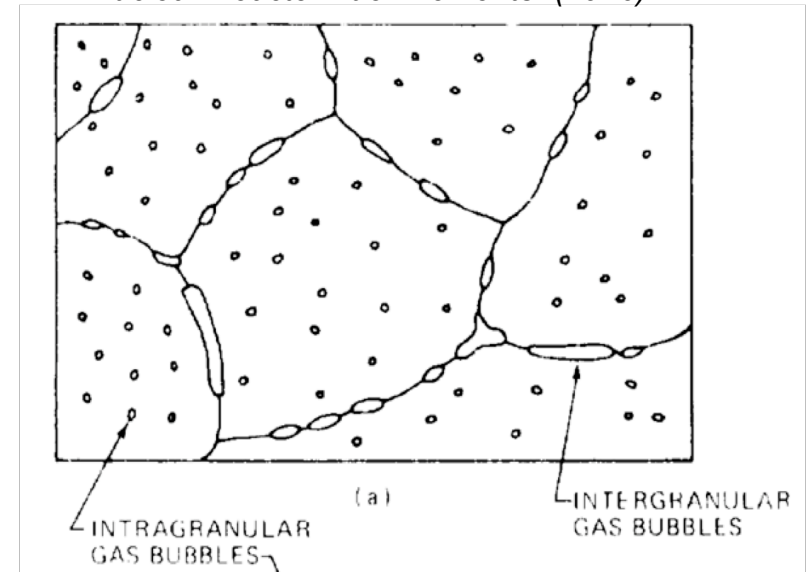 (a)
INTERGRANULAR
GAS BUBBLES
INTRAGRANULAR
GAS BUBBLES